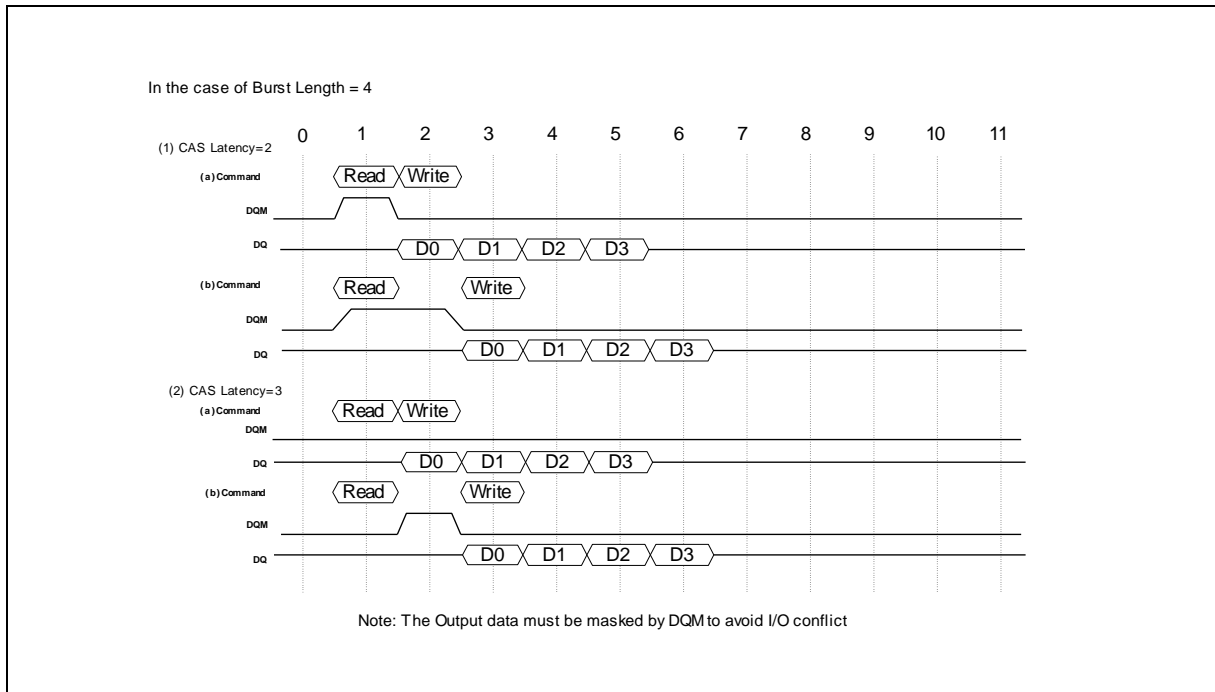 In the case of Burst Length = 4
0 1 2 3 4 5 6 7 8 9 10 11
(1) CAS Latency=2
(a) Command Read Write
DQM
DQ D0 D1 D2 D3
(b) Command Read Write
DQM
DQ D0 D1 D2 D3
(2) CAS Latency=3
(a) Command Read Write
DQM
DQ D0 D1 D2 D3
(b) Command Read Write
DQM
DQ D0 D1 D2 D3
Note: The Output data must be masked by DQM to avoid I/O conflict